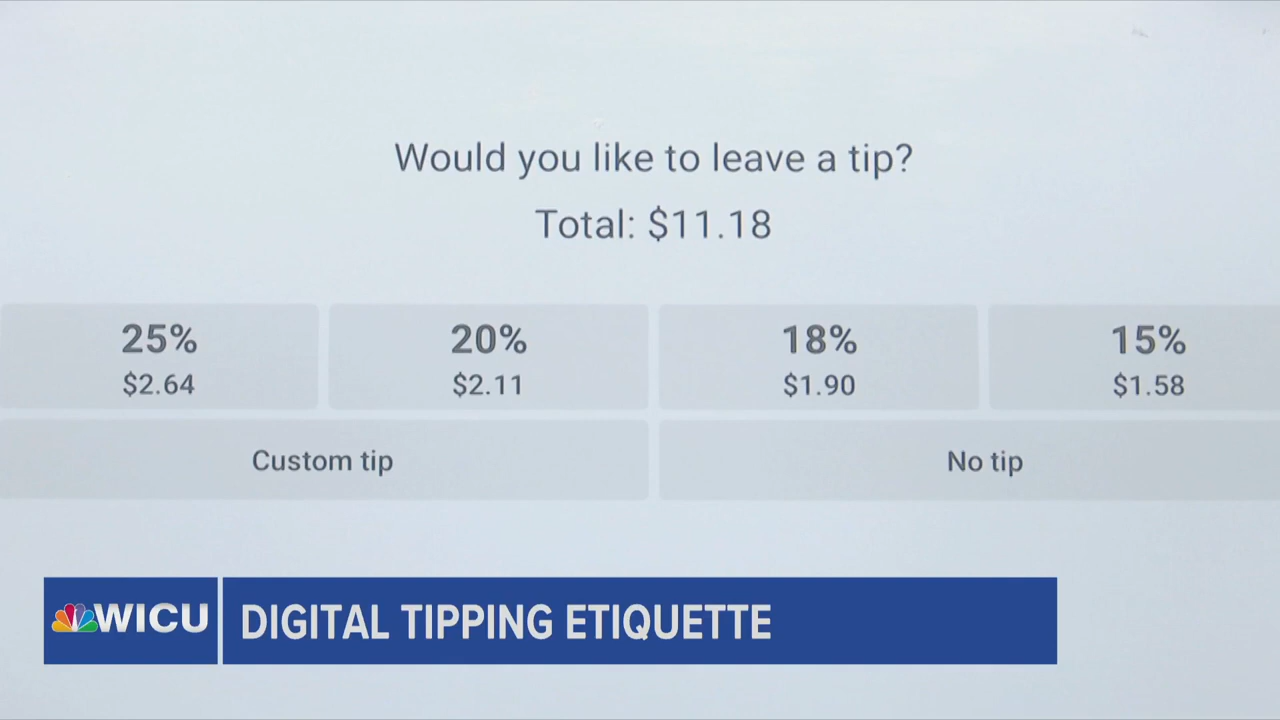 Would you like to leave a tip?
Total: $11.18
25%
$2.64
20%
$2.11
18%
$1.90
15%
$1.58
Custom tip
No tip
WICU
DIGITAL TIPPING ETIQUETTE